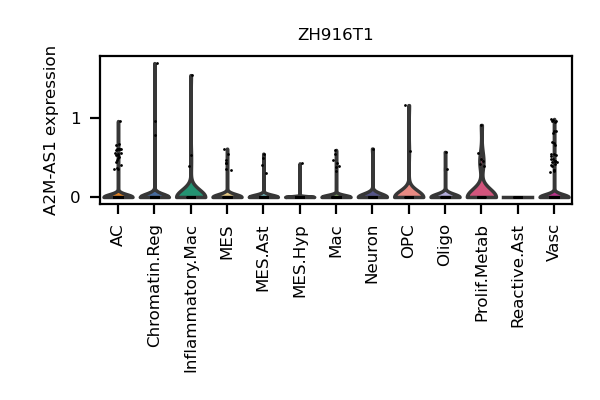 ZH916T1
A2M-AS1 expression
1
0
AC
Chromatin.Reg
Inflammatory.Mac
MES
MES.Ast
MES.Hyp
Mac
Neuron
OPC
Oligo
Prolif.Metab
Reactive.Ast
Vasc